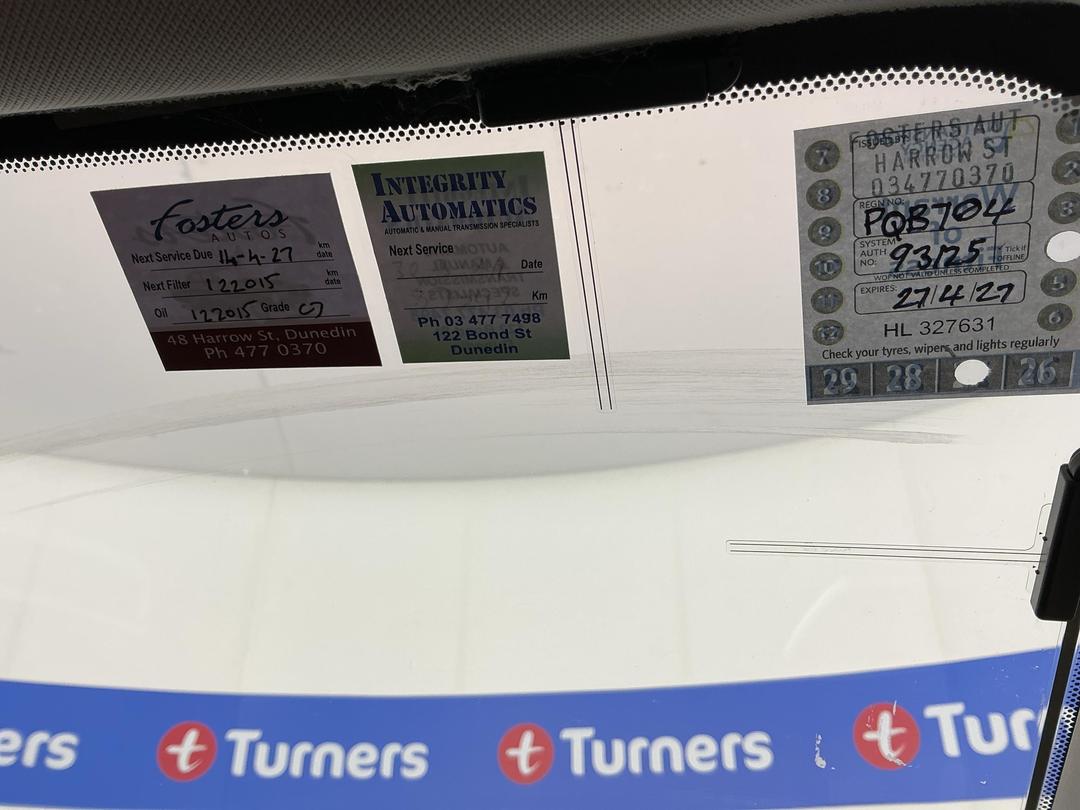 Fosters
AUTOS
Next Service Due 14-4-27 km date
Next Filter 122015 km date
Oil 122015 Grade C7
48 Harrow St, Dunedin
Ph 477 0370
INTEGRITY
AUTOMATICS
AUTOMATIC & MANUAL TRANSMISSION SPECIALISTS
Next Service
Date
Km
Ph 03 477 7498
122 Bond St
Dunedin
FOSTERS AUT
ISSUED BY
HARROW ST
034770370
REGN NO:
PQB704
SYSTEM AUTH NO: 93125 Tick if OFFLINE
WOF NOT VALID UNLESS COMPLETED
EXPIRES: 27/4/27
HL 327631
Check your tyres, wipers and lights regularly
7
8
9
10
11
12
29 28 26
ers Turners Turners Tur